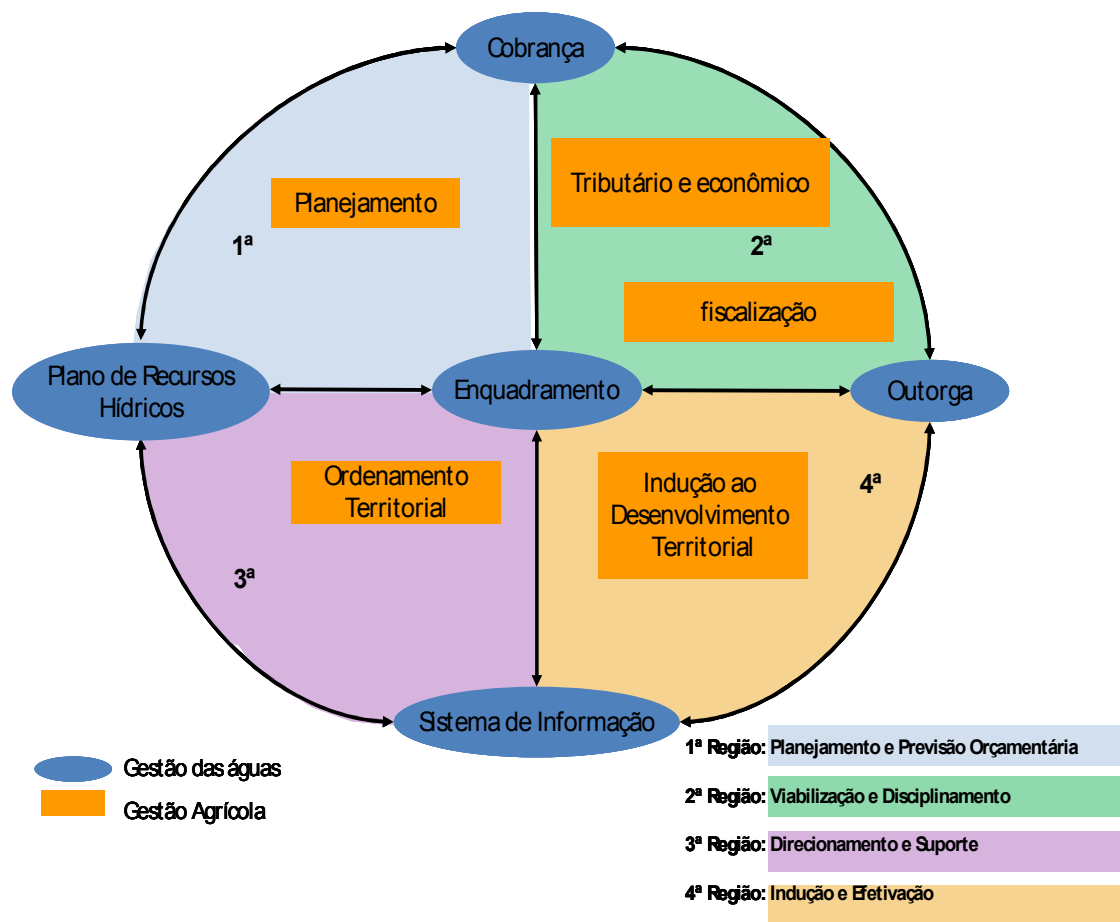 Cobrança
Tributário e econômico
Planejamento
1ª
2ª
fiscalização
Plano de Recursos
Hídricos
Enquadramento
Outorga
Ordenamento
Territorial
Indução ao
Desenvolvimento
Territorial
4ª
3ª
Sistema de Informação
1ª Região: Planejamento e Previsão Orçamentária
Gestão das águas
2ª Região: Viabilização e Disciplinamento
Gestão Agrícola
3ª Região: Direcionamento e Suporte
4ª Região: Indução e Efetivação